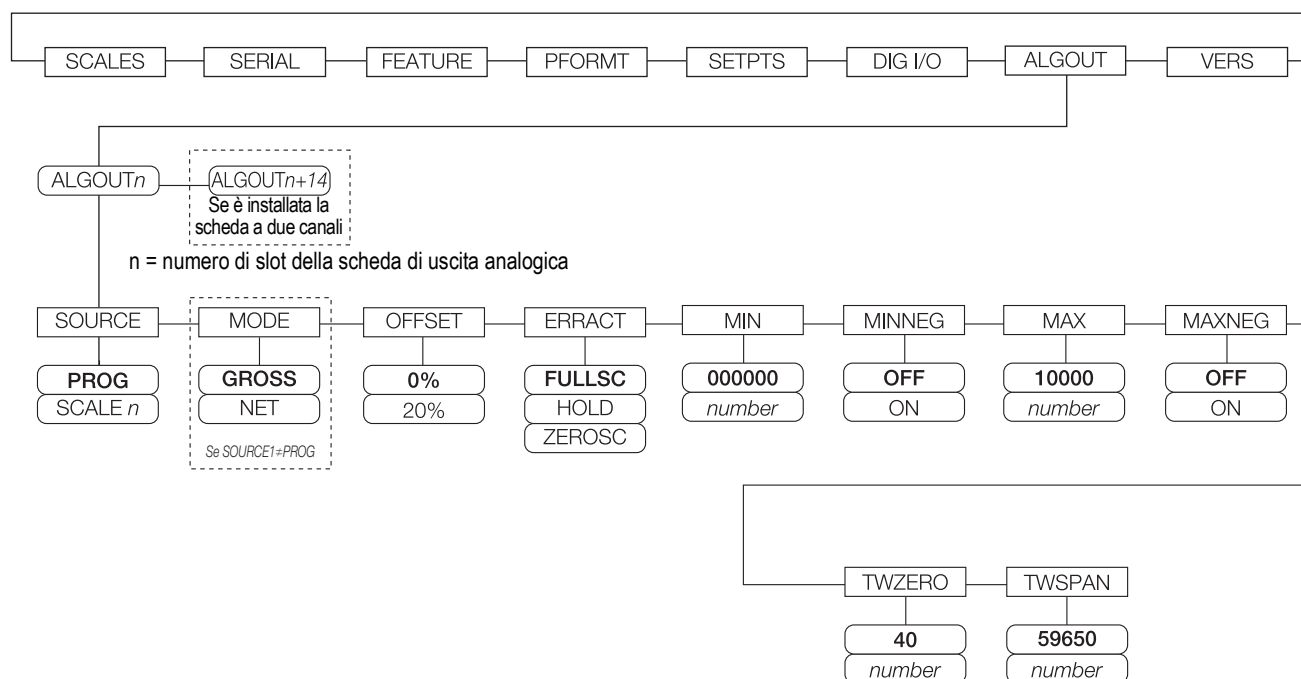 SCALES SERIAL FEATURE PFORMT SETPTS DIG I/O ALGOUT VERS
ALGOUTn ALGOUTn+14
Se è installata la
scheda a due canali
n = numero di slot della scheda di uscita analogica
SOURCE MODE OFFSET ERRACT MIN MINNEG MAX MAXNEG
PROG GROSS 0% FULLSC 000000 OFF 10000 OFF
SCALE n NET 20% HOLD number ON number ON
ZEROSC
Se SOURCE1≠PROG
TWZERO TWSPAN
40 59650
number number